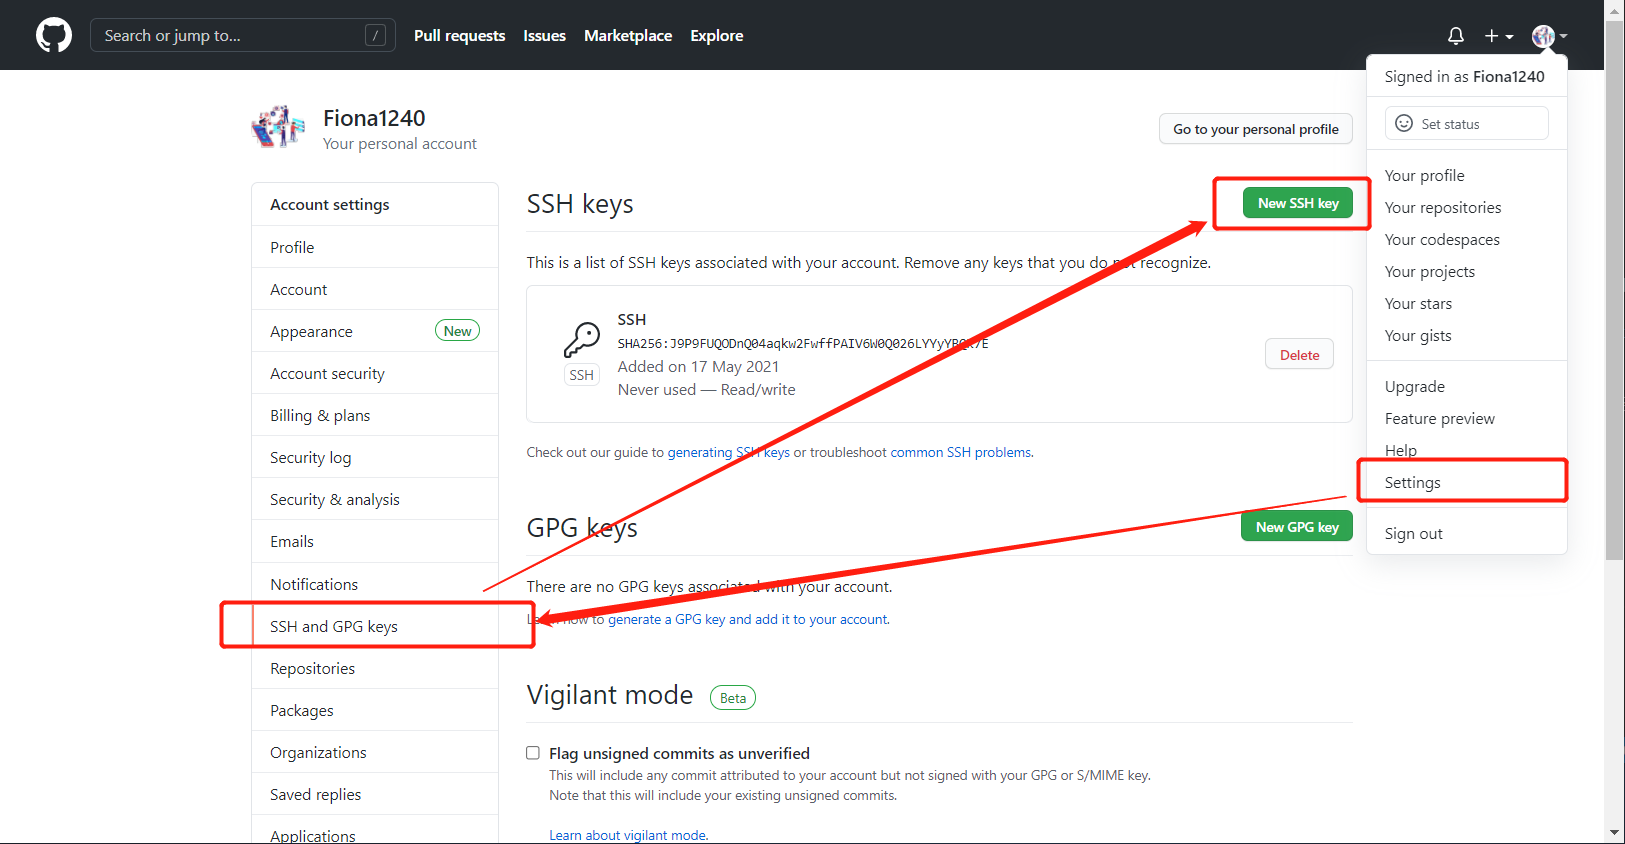 Search or jump to... /
Pull requests
Issues
Marketplace
Explore
Signed in as Fiona1240
Set status
Your profile
Your repositories
Your codespaces
Your projects
Your stars
Your gists
Upgrade
Feature preview
Help
Settings
Sign out
Fiona1240
Your personal account
Go to your personal profile
Account settings
Profile
Account
Appearance New
Account security
Billing & plans
Security log
Security & analysis
Emails
Notifications
SSH and GPG keys
Repositories
Packages
Organizations
Saved replies
Applications
SSH keys
New SSH key
This is a list of SSH keys associated with your account. Remove any keys that you do not recognize.
SSH
SSH
Added on 17 May 2021
Never used — Read/write
Delete
Check out our guide to generating SSH keys or troubleshoot common SSH problems.
GPG keys
New GPG key
There are no GPG keys associated with your account.
Learn how to generate a GPG key and add it to your account.
Vigilant mode Beta
Flag unsigned commits as unverified
This will include any commit attributed to your account but not signed with your GPG or S/MIME key.
Note that this will include your existing unsigned commits.
Learn about vigilant mode.